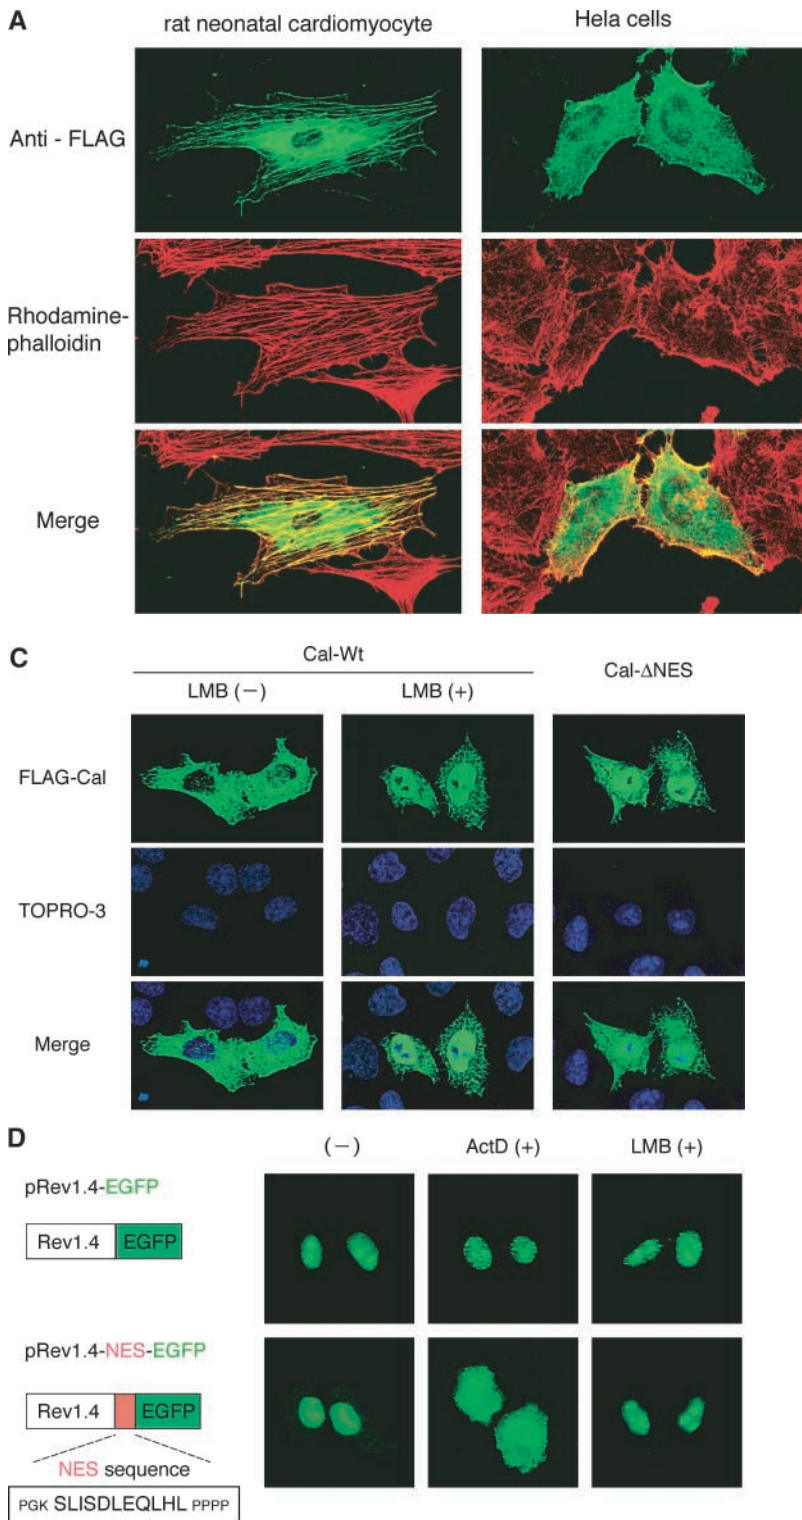 A
rat neonatal cardiomyocyte
Hela cells
Anti - FLAG
Rhodamine-
phalloidin
Merge
C
Cal-Wt
Cal-ΔNES
LMB (−)
LMB (+)
FLAG-Cal
TOPRO-3
Merge
D
(−)
ActD (+)
LMB (+)
pRev1.4-EGFP
Rev1.4
EGFP
pRev1.4-NES-EGFP
Rev1.4
EGFP
NES sequence
PGK SLISDLEQLHL PPPP